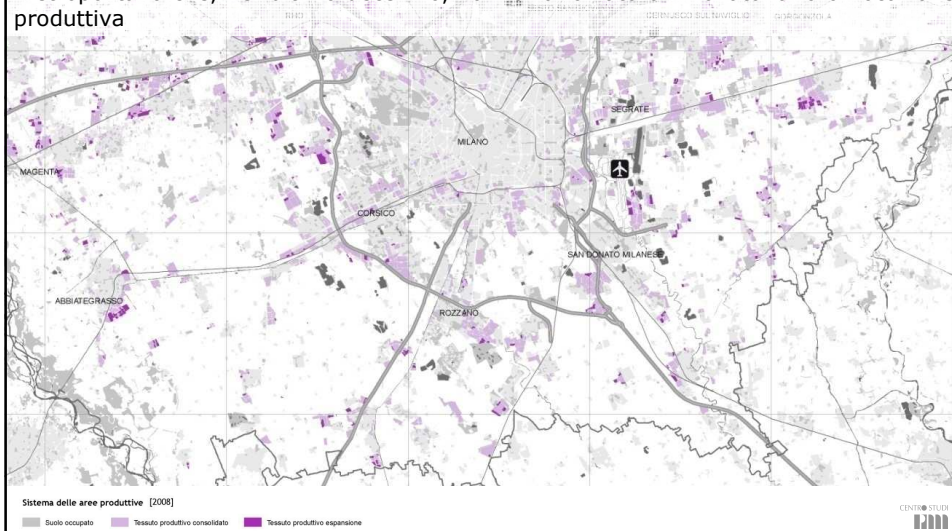 produttiva
CERNUSCO SUL NAVIGLIO
GORGONZOLA
SEGRATE
MILANO
MAGENTA
CORSICO
SAN DONATO MILANESE
ABBIATEGRASSO
ROZZANO
Sistema delle aree produttive [2008]
Suolo occupato Tessuto produttivo consolidato Tessuto produttivo espansione
CENTRO STUDI
PIM